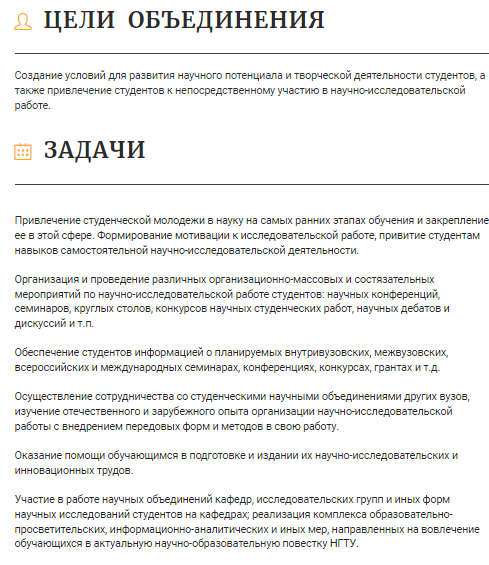 ЦЕЛИ ОБЪЕДИНЕНИЯ
Создание условий для развития научного потенциала и творческой деятельности студентов, а
также привлечение студентов к непосредственному участию в научно-исследовательской
работе.
ЗАДАЧИ
Привлечение студенческой молодежи в науку на самых ранних этапах обучения и закрепление
ее в этой сфере. Формирование мотивации к исследовательской работе, привитие студентам
навыков самостоятельной научно-исследовательской деятельности.
Организация и проведение различных организационно-массовых и состязательных
мероприятий по научно-исследовательской работе студентов: научных конференций,
семинаров, круглых столов, конкурсов научных студенческих работ, научных дебатов и
дискуссий и т.п.
Обеспечение студентов информацией о планируемых внутривузовских, межвузовских,
всероссийских и международных семинарах, конференциях, конкурсах, грантах и т.д.
Осуществление сотрудничества со студенческими научными объединениями других вузов,
изучение отечественного и зарубежного опыта организации научно-исследовательской
работы с внедрением передовых форм и методов в свою работу.
Оказание помощи обучающимся в подготовке и издании их научно-исследовательских и
инновационных трудов.
Участие в работе научных объединений кафедр, исследовательских групп и иных форм
научных исследований студентов на кафедрах; реализация комплекса образовательно-
просветительских, информационно-аналитических и иных мер, направленных на вовлечение
обучающихся в актуальную научно-образовательную повестку НГТУ.